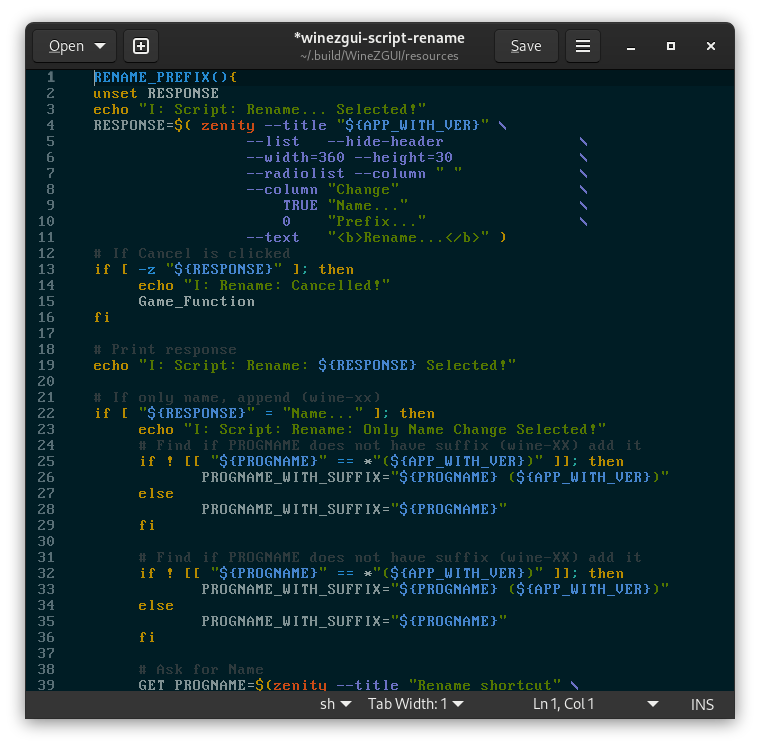 Open
*winezgui-script-rename
~/.build/WineZGUI/resources
Save
1 RENAME_PREFIX(){
2 unset RESPONSE
3 echo "I: Script: Rename... Selected!"
4 RESPONSE=$( zenity --title "${APP_WITH_VER}" \
5 --list --hide-header \
6 --width=360 --height=30 \
7 --radiolist --column " " \
8 --column "Change" \
9 TRUE "Name..." \
10 0 "Prefix..." \
11 --text "<b>Rename...</b>" )
12 # If Cancel is clicked
13 if [ -z "${RESPONSE}" ]; then
14 echo "I: Rename: Cancelled!"
15 Game_Function
16 fi
17
18 # Print response
19 echo "I: Script: Rename: ${RESPONSE} Selected!"
20
21 # If only name, append (wine-xx)
22 if [ "${RESPONSE}" = "Name..." ]; then
23 echo "I: Script: Rename: Only Name Change Selected!"
24 # Find if PROGNAME does not have suffix (wine-XX) add it
25 if ! [[ "${PROGNAME}" == *"(${APP_WITH_VER})" ]]; then
26 PROGNAME_WITH_SUFFIX="${PROGNAME} (${APP_WITH_VER})"
27 else
28 PROGNAME_WITH_SUFFIX="${PROGNAME}"
29 fi
30
31 # Find if PROGNAME does not have suffix (wine-XX) add it
32 if ! [[ "${PROGNAME}" == *"(${APP_WITH_VER})" ]]; then
33 PROGNAME_WITH_SUFFIX="${PROGNAME} (${APP_WITH_VER})"
34 else
35 PROGNAME_WITH_SUFFIX="${PROGNAME}"
36 fi
37
38 # Ask for Name
39 GET_PROGNAME=$(zenity --title "Rename shortcut" \
sh Tab Width: 1 Ln 1, Col 1 INS